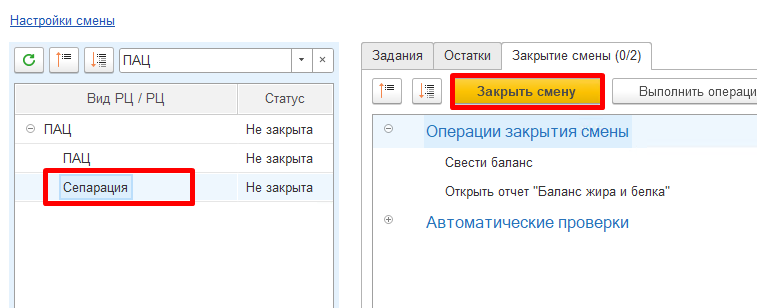 Настройки смены
ПАЦ
Вид РЦ / РЦ Статус
ПАЦ Не закрыта
ПАЦ Не закрыта
Сепарация Не закрыта
Задания Остатки Закрытие смены (0/2)
Закрыть смену Выполнить операци
Операции закрытия смены
Свести баланс
Открыть отчет "Баланс жира и белка"
Автоматические проверки